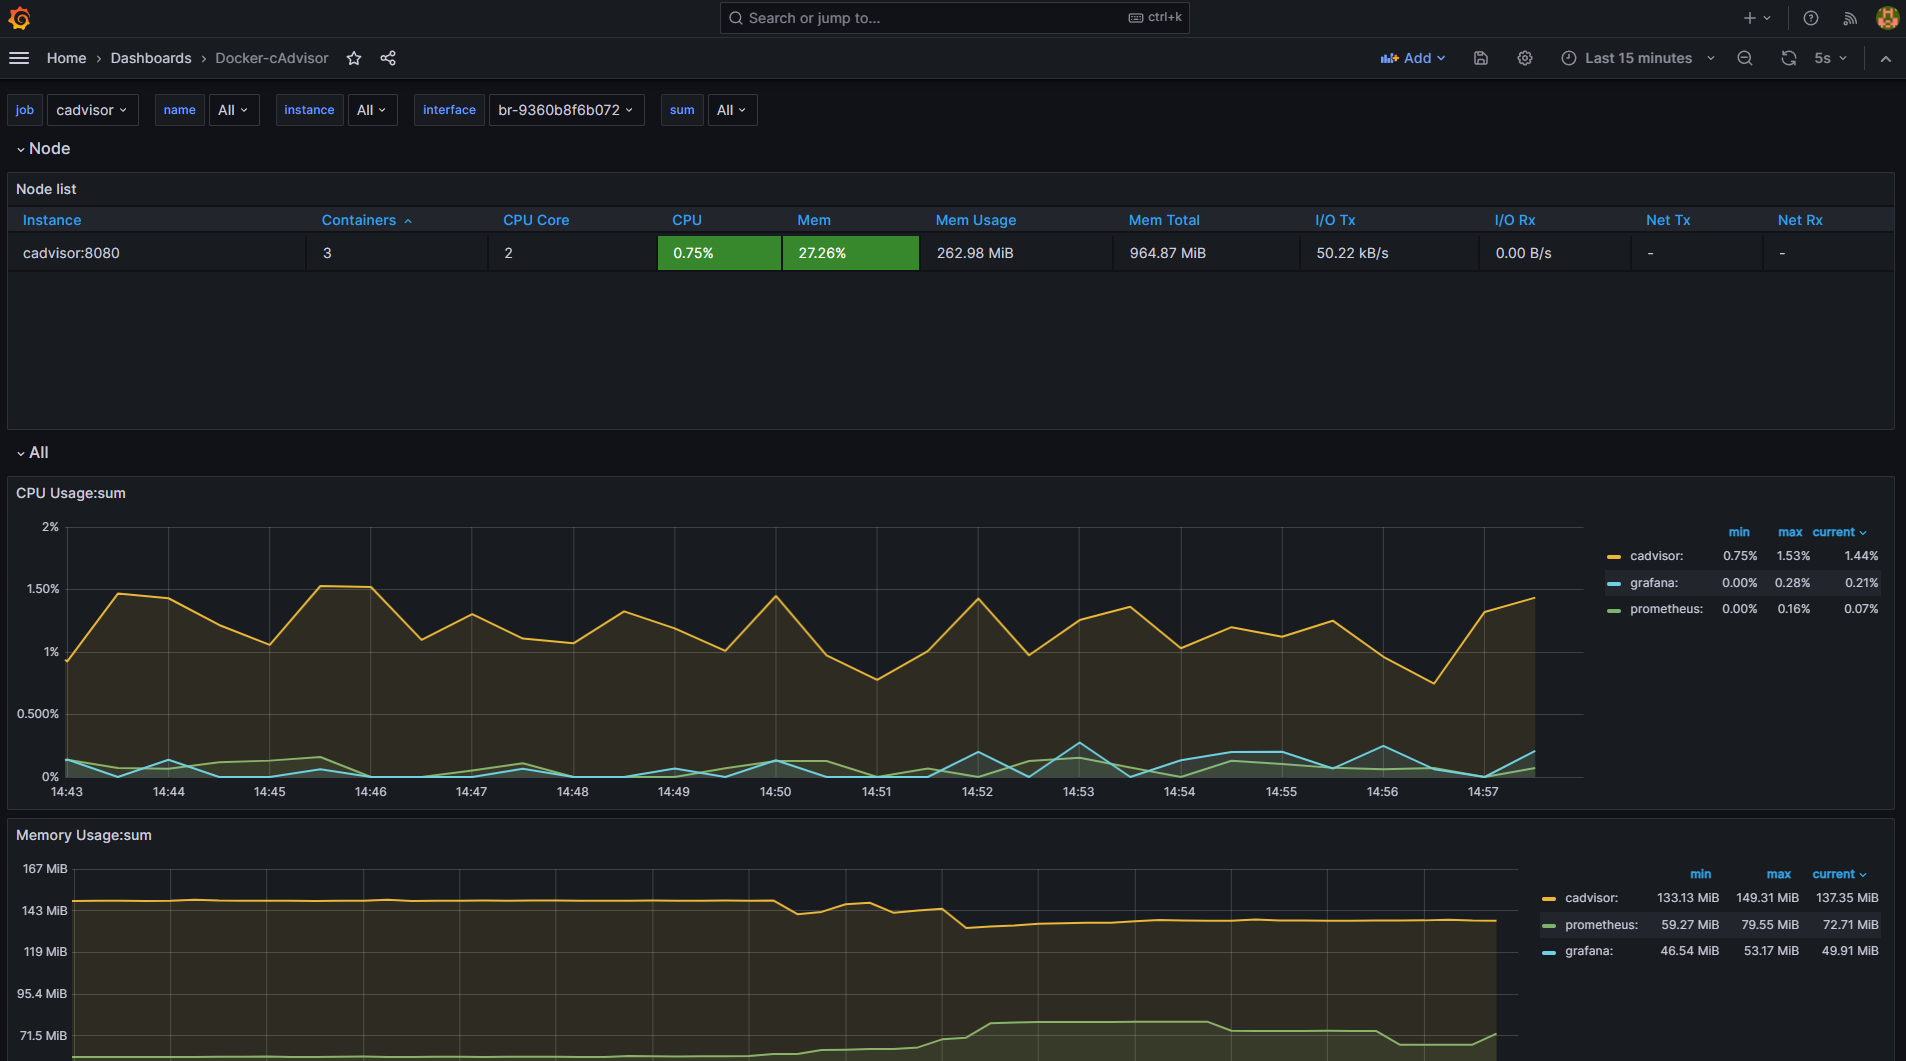 Search or jump to... ctrl+k
Home › Dashboards › Docker-cAdvisor Add Last 15 minutes 5s
job cadvisor name All instance All interface br-9360b8f6b072 sum All
Node
Node list
Instance Containers CPU Core CPU Mem Mem Usage Mem Total I/O Tx I/O Rx Net Tx Net Rx
cadvisor:8080 3 2 0.75% 27.26% 262.98 MiB 964.87 MiB 50.22 kB/s 0.00 B/s - -
All
CPU Usage:sum
2%
1.50%
1%
0.500%
0%
14:43 14:44 14:45 14:46 14:47 14:48 14:49 14:50 14:51 14:52 14:53 14:54 14:55 14:56 14:57
min max current
cadvisor: 0.75% 1.53% 1.44%
grafana: 0.00% 0.28% 0.21%
prometheus: 0.00% 0.16% 0.07%
Memory Usage:sum
167 MiB
143 MiB
119 MiB
95.4 MiB
71.5 MiB
min max current
cadvisor: 133.13 MiB 149.31 MiB 137.35 MiB
prometheus: 59.27 MiB 79.55 MiB 72.71 MiB
grafana: 46.54 MiB 53.17 MiB 49.91 MiB